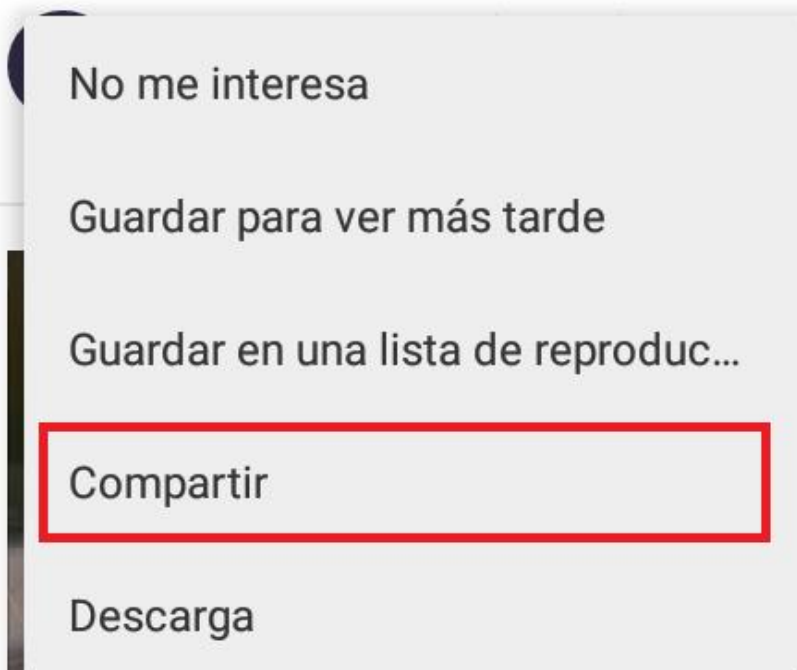 No me interesa
Guardar para ver más tarde
Guardar en una lista de reproduc...
Compartir
Descarga